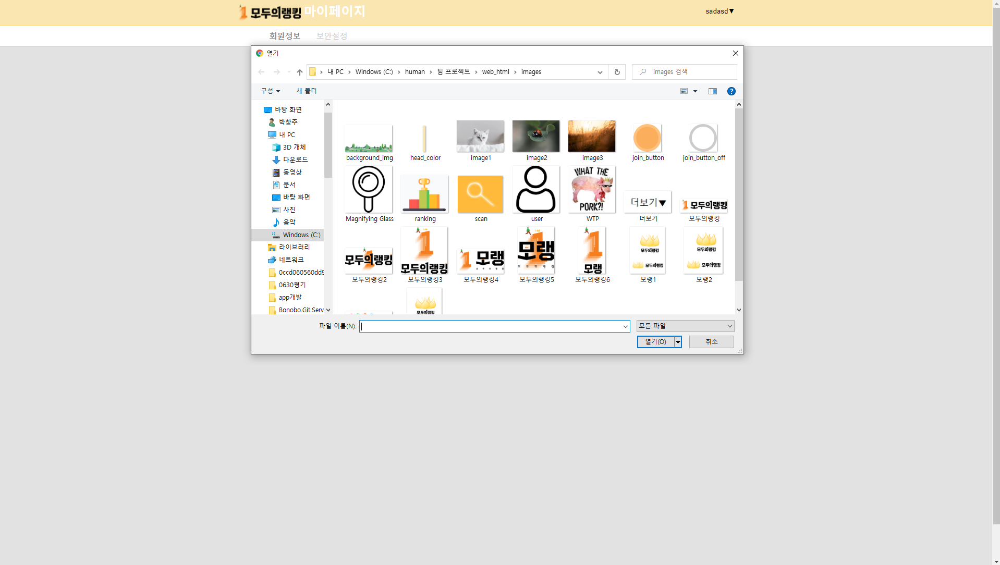 모두의랭킹 마이페이지
sadasd▼
회원정보 보안설정
열기
내 PC > Windows (C:) > human > 팀 프로젝트 > web_html > images
images 검색
구성 새 폴더
바탕 화면
박창주
내 PC
3D 개체
다운로드
동영상
문서
바탕 화면
사진
음악
Windows (C:)
라이브러리
네트워크
0ccd060560dd9
0630평기
app개발
Bonobo.Git.Serv
background_img head_color image1 image2 image3 join_button join_button_off
WHAT THE
PORK?!
더보기▼
모두의랭킹
Magnifying Glass ranking scan user WTP 더보기 모두의랭킹
모두의랭킹
모두의랭킹
1 모랭
모랭
모두의랭킹
1
모랭
모두의랭킹
모두의랭킹
모두의랭킹
모두의랭킹
모두의랭킹2 모두의랭킹3 모두의랭킹4 모두의랭킹5 모두의랭킹6 모랭1 모랭2
모두의랭킹
파일 이름(N):
모든 파일
열기(O) 취소